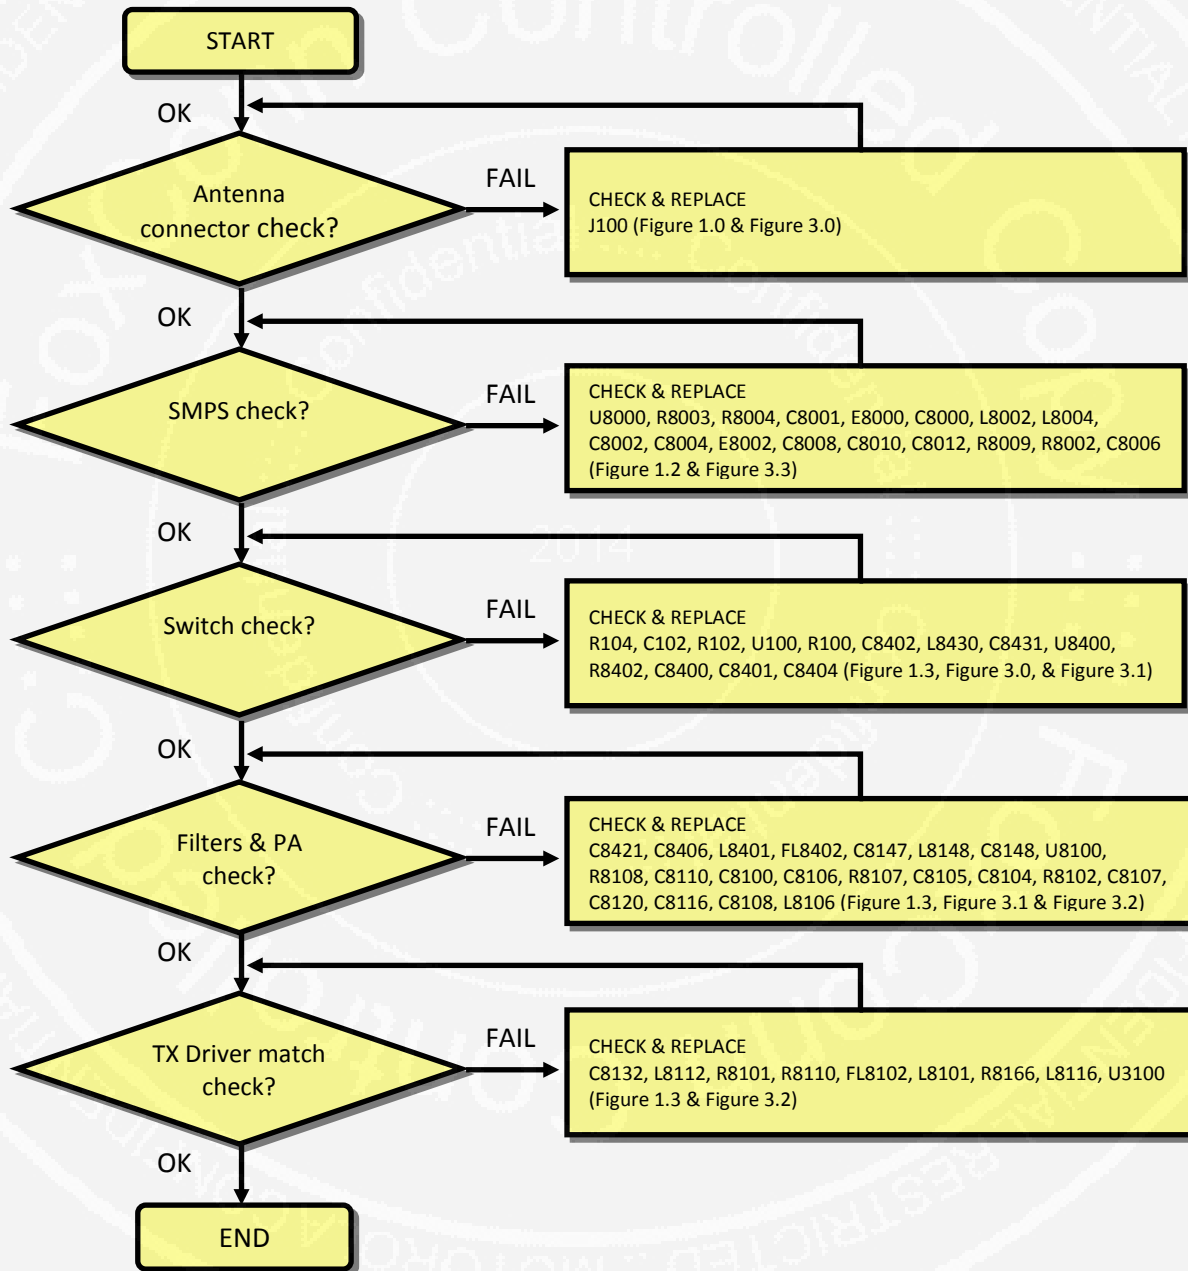 START
OK
Antenna
connector check?
FAIL
CHECK & REPLACE
J100 (Figure 1.0 & Figure 3.0)
OK
SMPS check?
FAIL
CHECK & REPLACE
U8000, R8003, R8004, C8001, E8000, C8000, L8002, L8004,
C8002, C8004, E8002, C8008, C8010, C8012, R8009, R8002, C8006
(Figure 1.2 & Figure 3.3)
OK
2014
Switch check?
FAIL
CHECK & REPLACE
R104, C102, R102, U100, R100, C8402, L8430, C8431, U8400,
R8402, C8400, C8401, C8404 (Figure 1.3, Figure 3.0, & Figure 3.1)
OK
Filters & PA
check?
FAIL
CHECK & REPLACE
C8421, C8406, L8401, FL8402, C8147, L8148, C8148, U8100,
R8108, C8110, C8100, C8106, R8107, C8105, C8104, R8102, C8107,
C8120, C8116, C8108, L8106 (Figure 1.3, Figure 3.1 & Figure 3.2)
OK
TX Driver match
check?
FAIL
CHECK & REPLACE
C8132, L8112, R8101, R8110, FL8102, L8101, R8166, L8116, U3100
(Figure 1.3 & Figure 3.2)
OK
END